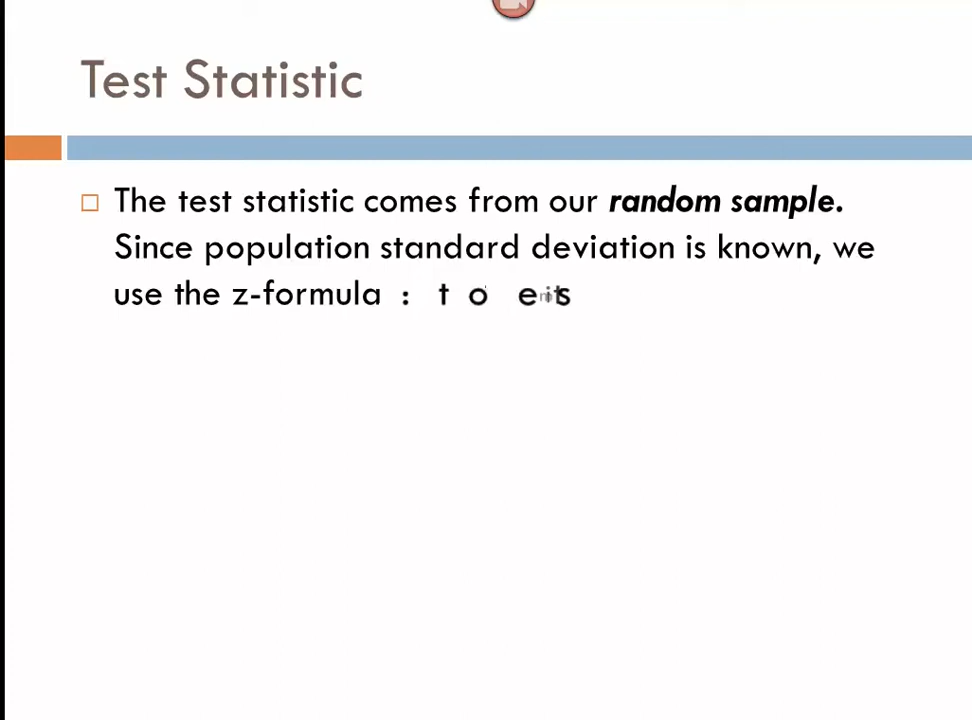 Test Statistic
The test statistic comes from our random sample.
Since population standard deviation is known, we
use the z-formula